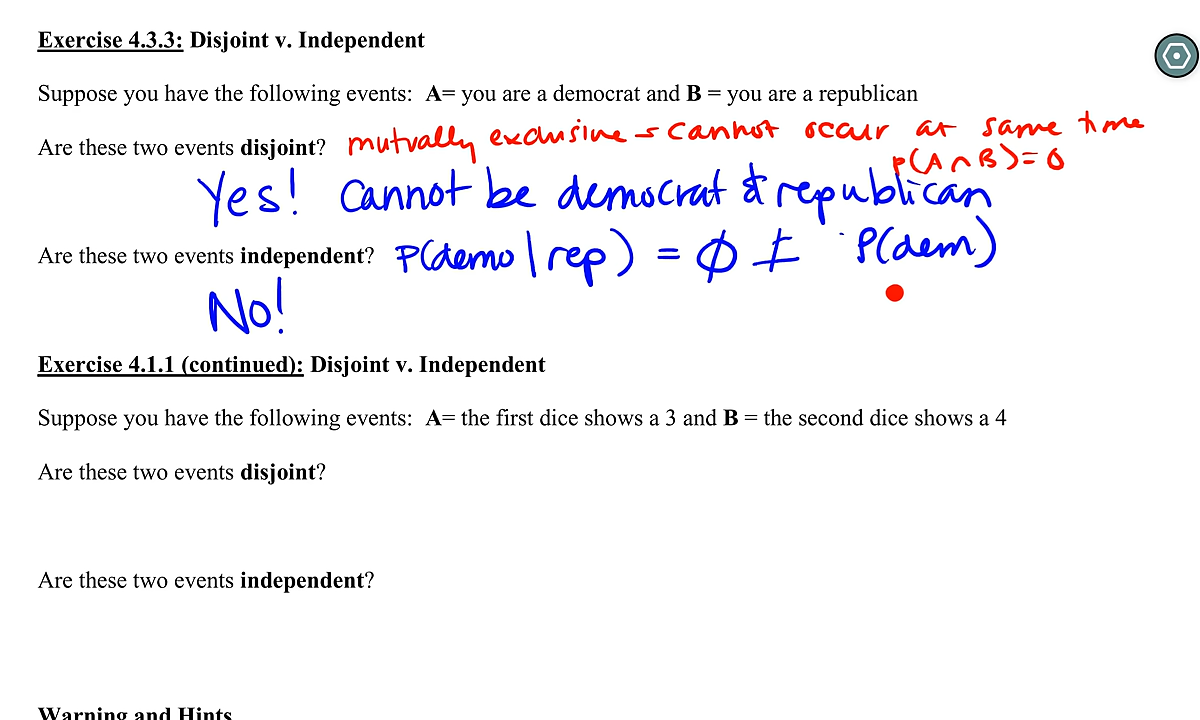 Exercise 4.3.3: Disjoint v. Independent
Suppose you have the following events: A= you are a democrat and B = you are a republican
Are these two events disjoint? mutually exclusive → cannot occur at same time
P(A ∩ B) = 0
Yes! Cannot be democrat & republican
Are these two events independent? P(demo | rep) = ∅ ≠ P(dem)
No!
Exercise 4.1.1 (continued): Disjoint v. Independent
Suppose you have the following events: A= the first dice shows a 3 and B = the second dice shows a 4
Are these two events disjoint?
Are these two events independent?
Warning and Hints